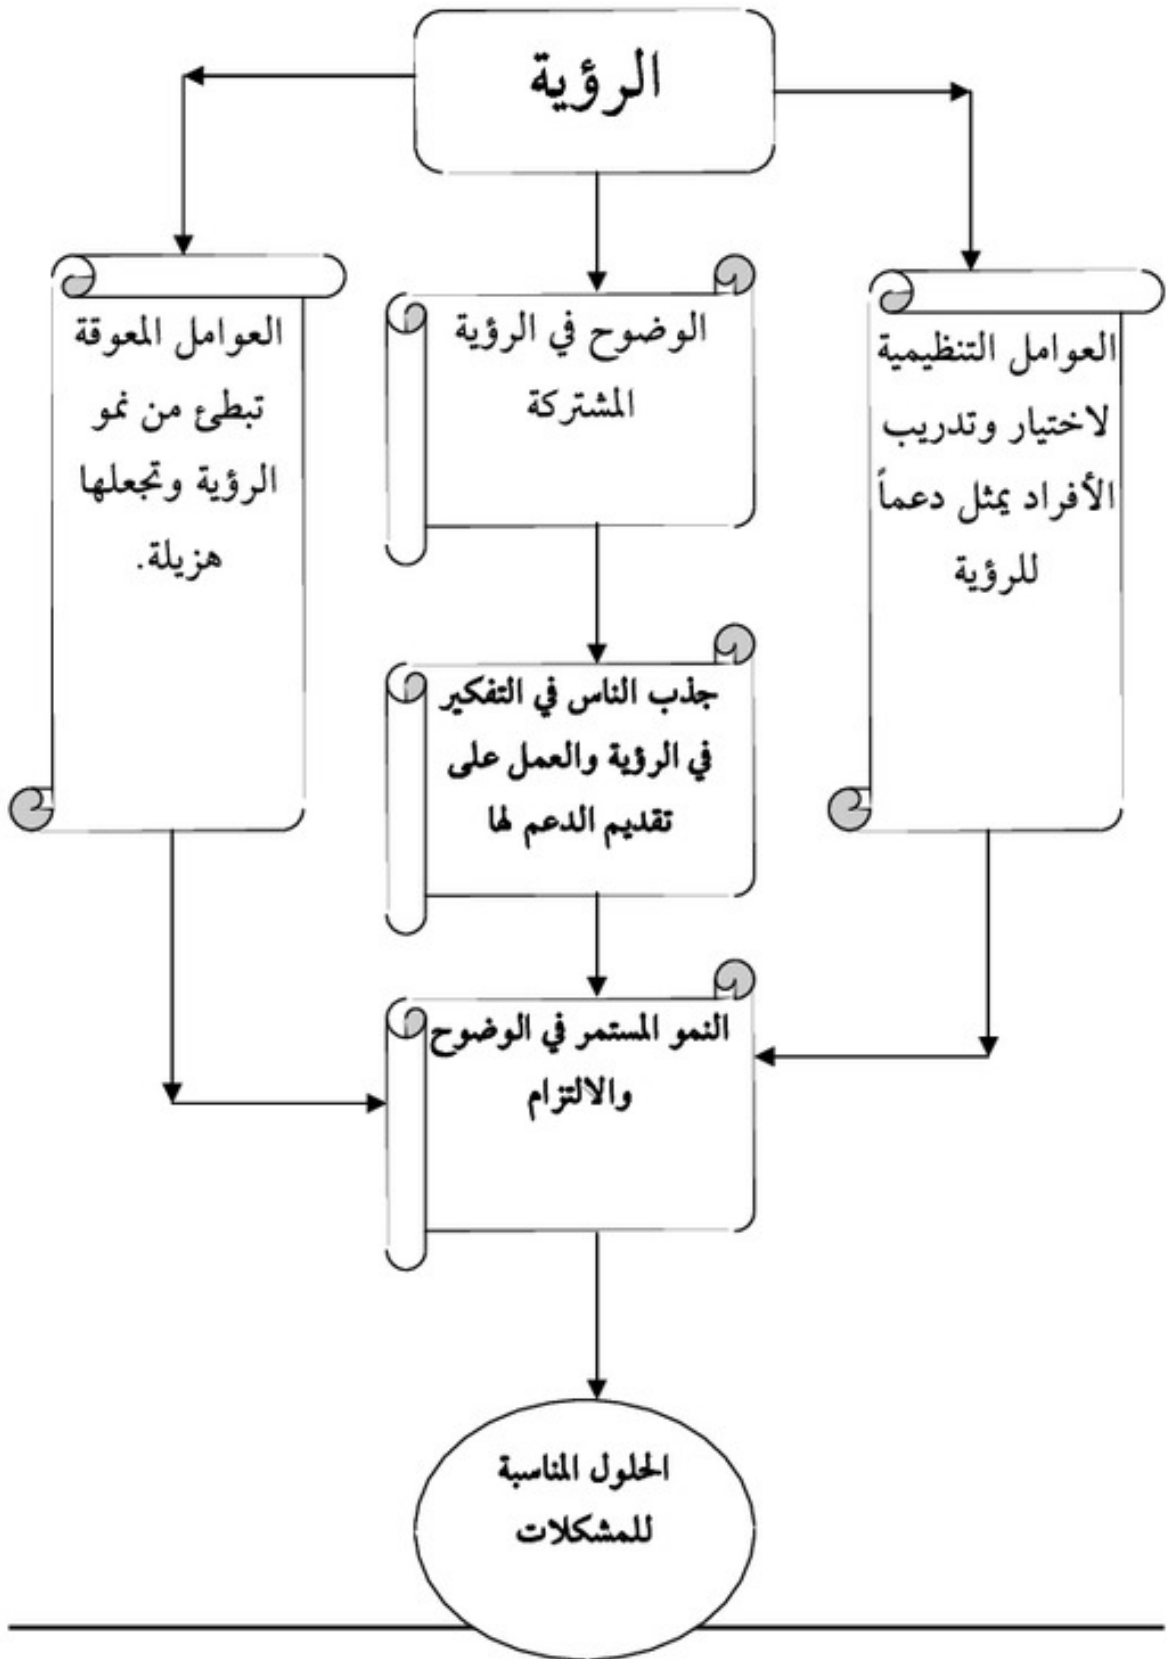 الرؤية
العوامل التنظيمية
لاختيار وتدريب
الأفراد يمثل دعماً
للرؤية
الوضوح في الرؤية
المشتركة
العوامل المعوقة
تبطئ من نمو
الرؤية وتجعلها
هزيلة.
جذب الناس في التفكير
في الرؤية والعمل على
تقديم الدعم لها
النمو المستمر في الوضوح
والالتزام
الحلول المناسبة
للمشكلات